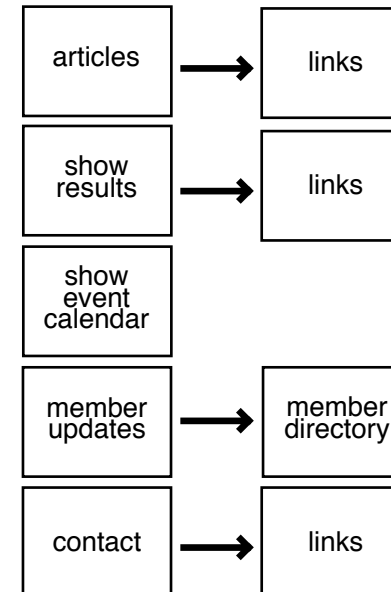 articles
links
show
results
links
show
event
calendar
member
updates
member
directory
contact
links